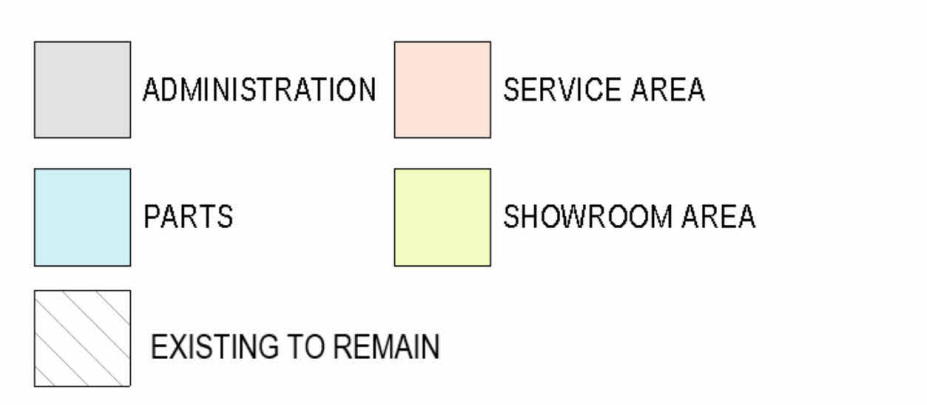 ADMINISTRATION
SERVICE AREA
PARTS
SHOWROOM AREA
EXISTING TO REMAIN